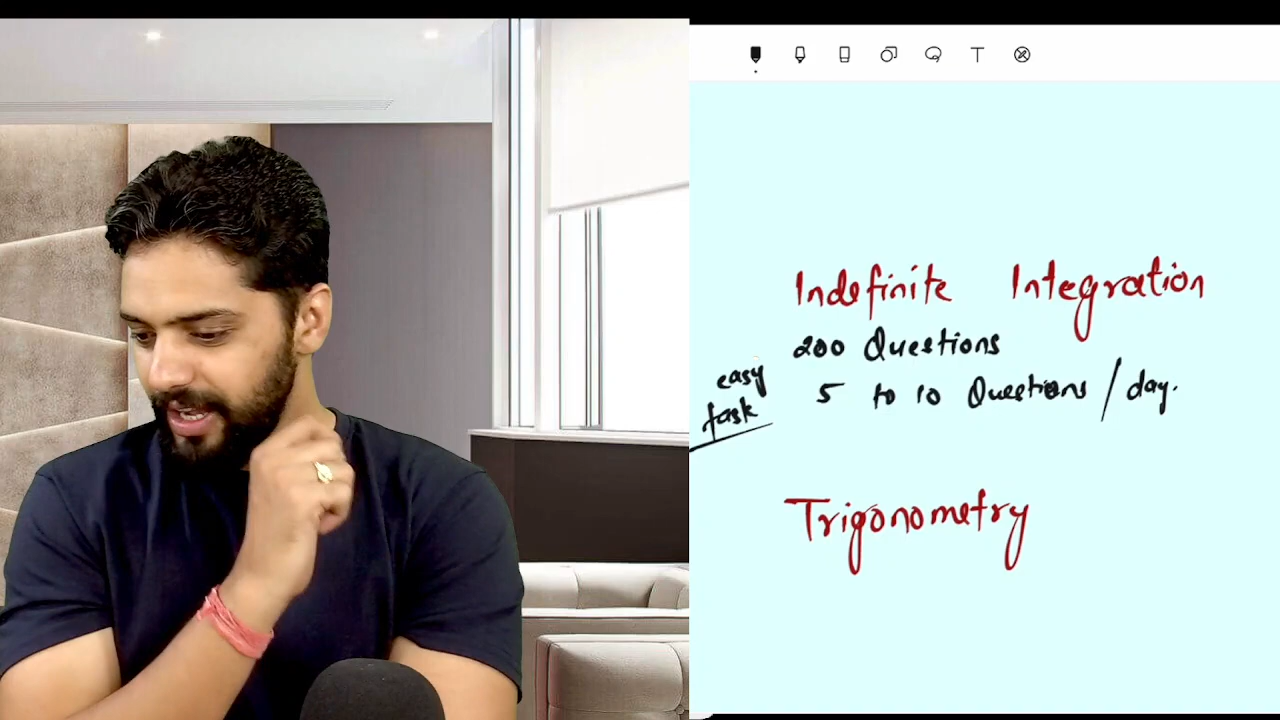 Indefinite Integration
200 Questions
5 to 10 Questions / day.
easy
task
Trigonometry